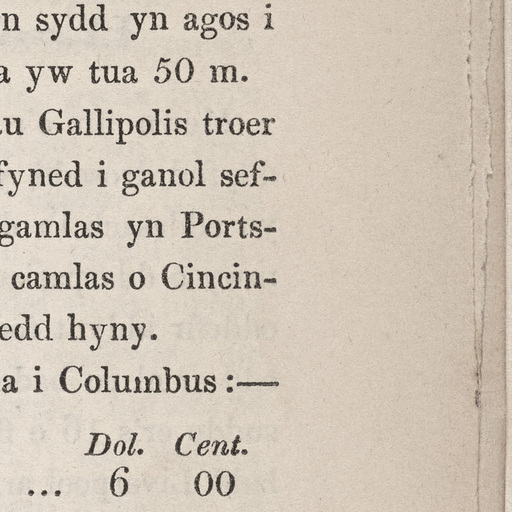 n sydd yn agos i
a yw tua 50 m.
u Gallipolis troer
fyned i ganol sef-
gamlas yn Ports-
camlas o Cincin-
edd hyny.
a i Columbus:—
Dol. Cent.
... 6 00